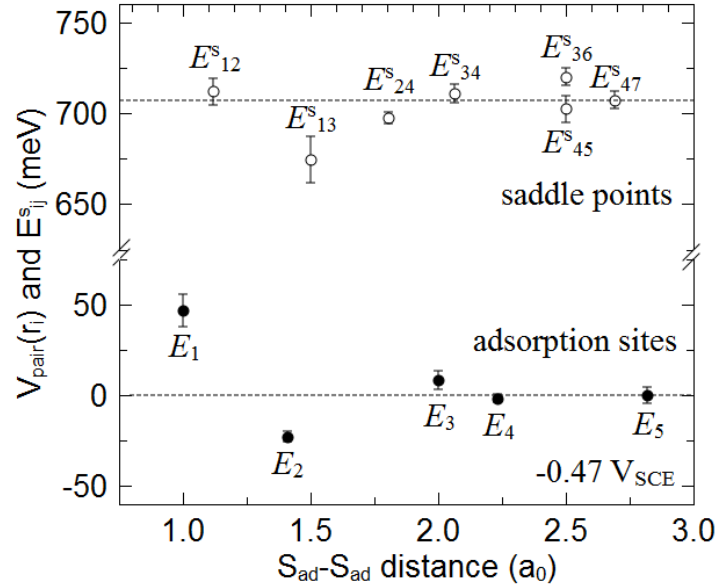 750
700
650
50
0
-50
V_pair(r_i) and E^s_ij (meV)
E^s_12
E^s_13
E^s_24
E^s_34
E^s_36
E^s_45
E^s_47
saddle points
adsorption sites
E_1
E_2
E_3
E_4
E_5
-0.47 V_SCE
1.0 1.5 2.0 2.5 3.0
S_ad-S_ad distance (a_0)